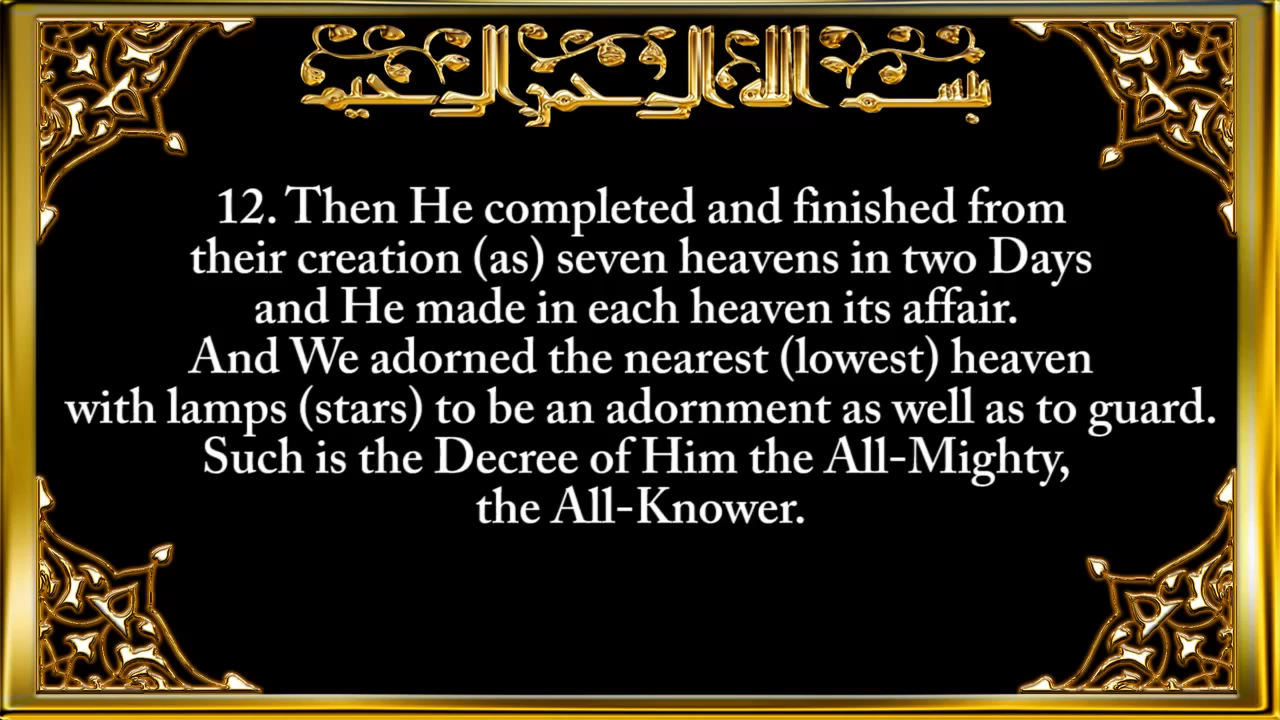 بسم الله الرحمن الرحيم
12. Then He completed and finished from
their creation (as) seven heavens in two Days
and He made in each heaven its affair.
And We adorned the nearest (lowest) heaven
with lamps (stars) to be an adornment as well as to guard.
Such is the Decree of Him the All-Mighty,
the All-Knower.